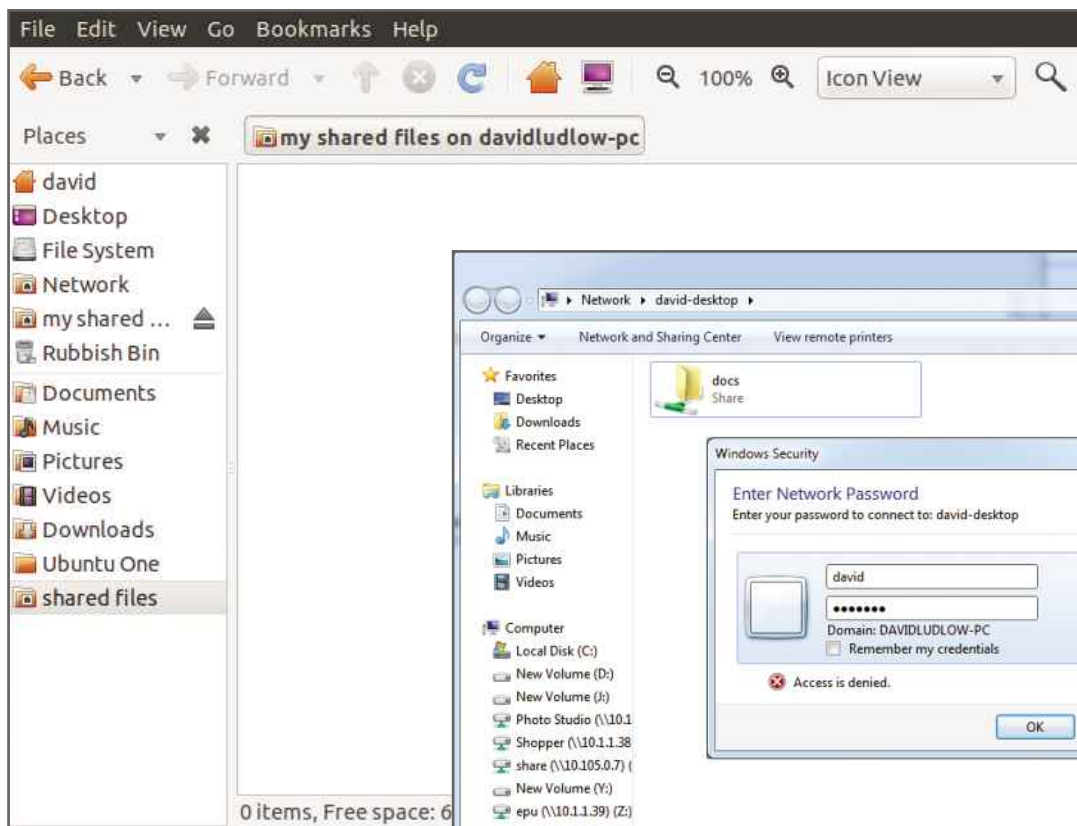 File Edit View Go Bookmarks Help
Back Forward 100% Icon View
Places
my shared files on davidludlow-pc
david
Desktop
File System
Network
my shared ...
Rubbish Bin
Documents
Music
Pictures
Videos
Downloads
Ubuntu One
shared files
0 items, Free space: 6
Network david-desktop
Organize Network and Sharing Center View remote printers
Favorites
Desktop
Downloads
Recent Places
Libraries
Documents
Music
Pictures
Videos
Computer
Local Disk (C:)
New Volume (D:)
New Volume (J:)
Photo Studio (\\10.1
Shopper (\\10.1.1.38
share (\\10.105.0.7) (
New Volume (Y:)
epu (\\10.1.1.39) (Z:)
docs
Share
Windows Security
Enter Network Password
Enter your password to connect to: david-desktop
david
•••••••
Domain: DAVIDLUDLOW-PC
Remember my credentials
Access is denied.
OK